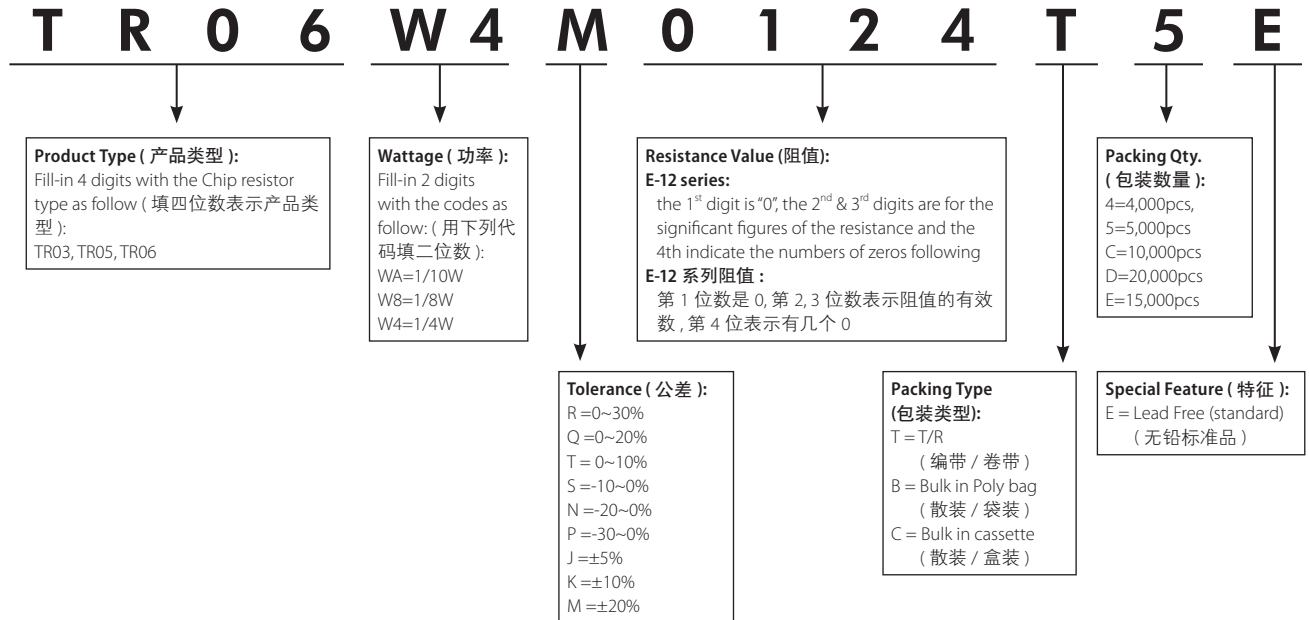 T R 0 6 W 4 M 0 1 2 4 T 5 E
Product Type ( 产品类型 ):
Fill-in 4 digits with the Chip resistor
type as follow ( 填四位数表示产品类
型 ):
TR03, TR05, TR06
Wattage ( 功率 ):
Fill-in 2 digits
with the codes as
follow: ( 用下列代
码填二位数 ):
WA=1/10W
W8=1/8W
W4=1/4W
Resistance Value (阻值):
E-12 series:
the 1st digit is "0", the 2nd & 3rd digits are for the
significant figures of the resistance and the
4th indicate the numbers of zeros following
E-12 系列阻值 :
第 1 位数是 0, 第 2, 3 位数表示阻值的有效
数 , 第 4 位表示有几个 0
Packing Qty.
( 包装数量 ):
4=4,000pcs,
5=5,000pcs
C=10,000pcs
D=20,000pcs
E=15,000pcs
Tolerance ( 公差 ):
R =0~30%
Q =0~20%
T = 0~10%
S =-10~0%
N =-20~0%
P =-30~0%
J =±5%
K =±10%
M =±20%
Packing Type
(包装类型):
T = T/R
( 编带 / 卷带 )
B = Bulk in Poly bag
( 散装 / 袋装 )
C = Bulk in cassette
( 散装 / 盒装 )
Special Feature ( 特征 ):
E = Lead Free (standard)
( 无铅标准品 )